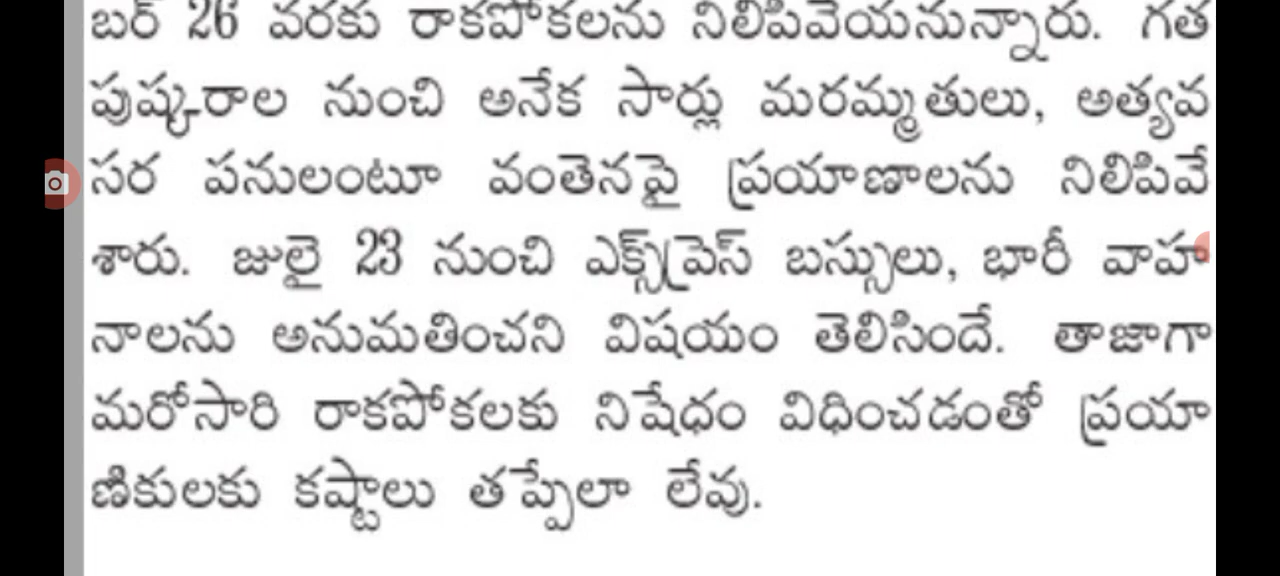 బర్ 26 వరకు రాకపోకలను నిలిపివేయనున్నారు. గత
పుష్కరాల నుంచి అనేక సార్లు మరమ్మతులు, అత్యవ
సర పనులంటూ వంతెనపై ప్రయాణాలను నిలిపివే
శారు. జులై 23 నుంచి ఎక్స్‌ప్రెస్ బస్సులు, భారీ వాహ
నాలను అనుమతించని విషయం తెలిసిందే. తాజాగా
మరోసారి రాకపోకలకు నిషేధం విధించడంతో ప్రయా
ణికులకు కష్టాలు తప్పేలా లేవు.